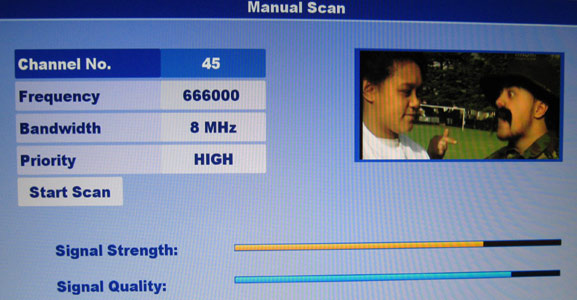 Manual Scan
Channel No. 45
Frequency 666000
Bandwidth 8 MHz
Priority HIGH
Start Scan
Signal Strength:
Signal Quality: